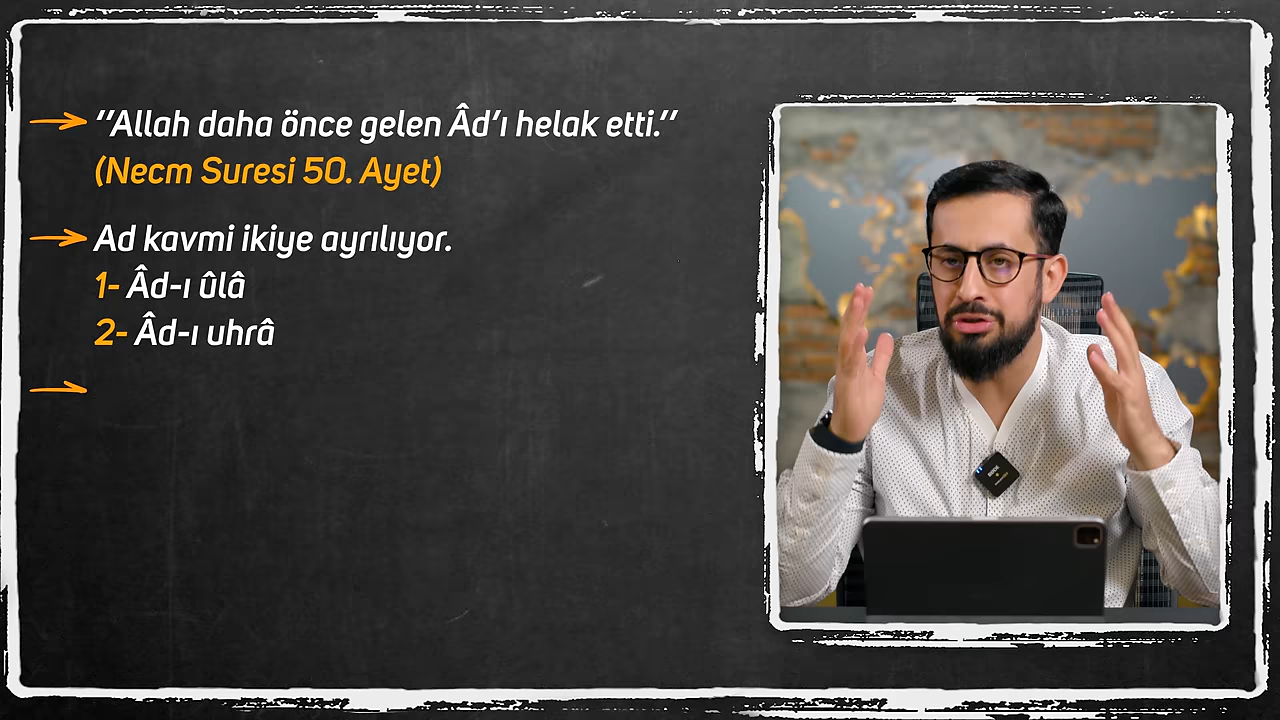 ‘’Allah daha önce gelen Âd’ı helak etti.’’
(Necm Suresi 50. Ayet)
Ad kavmi ikiye ayrılıyor.
1- Âd-ı ûlâ
2- Âd-ı uhrâ
RØDE